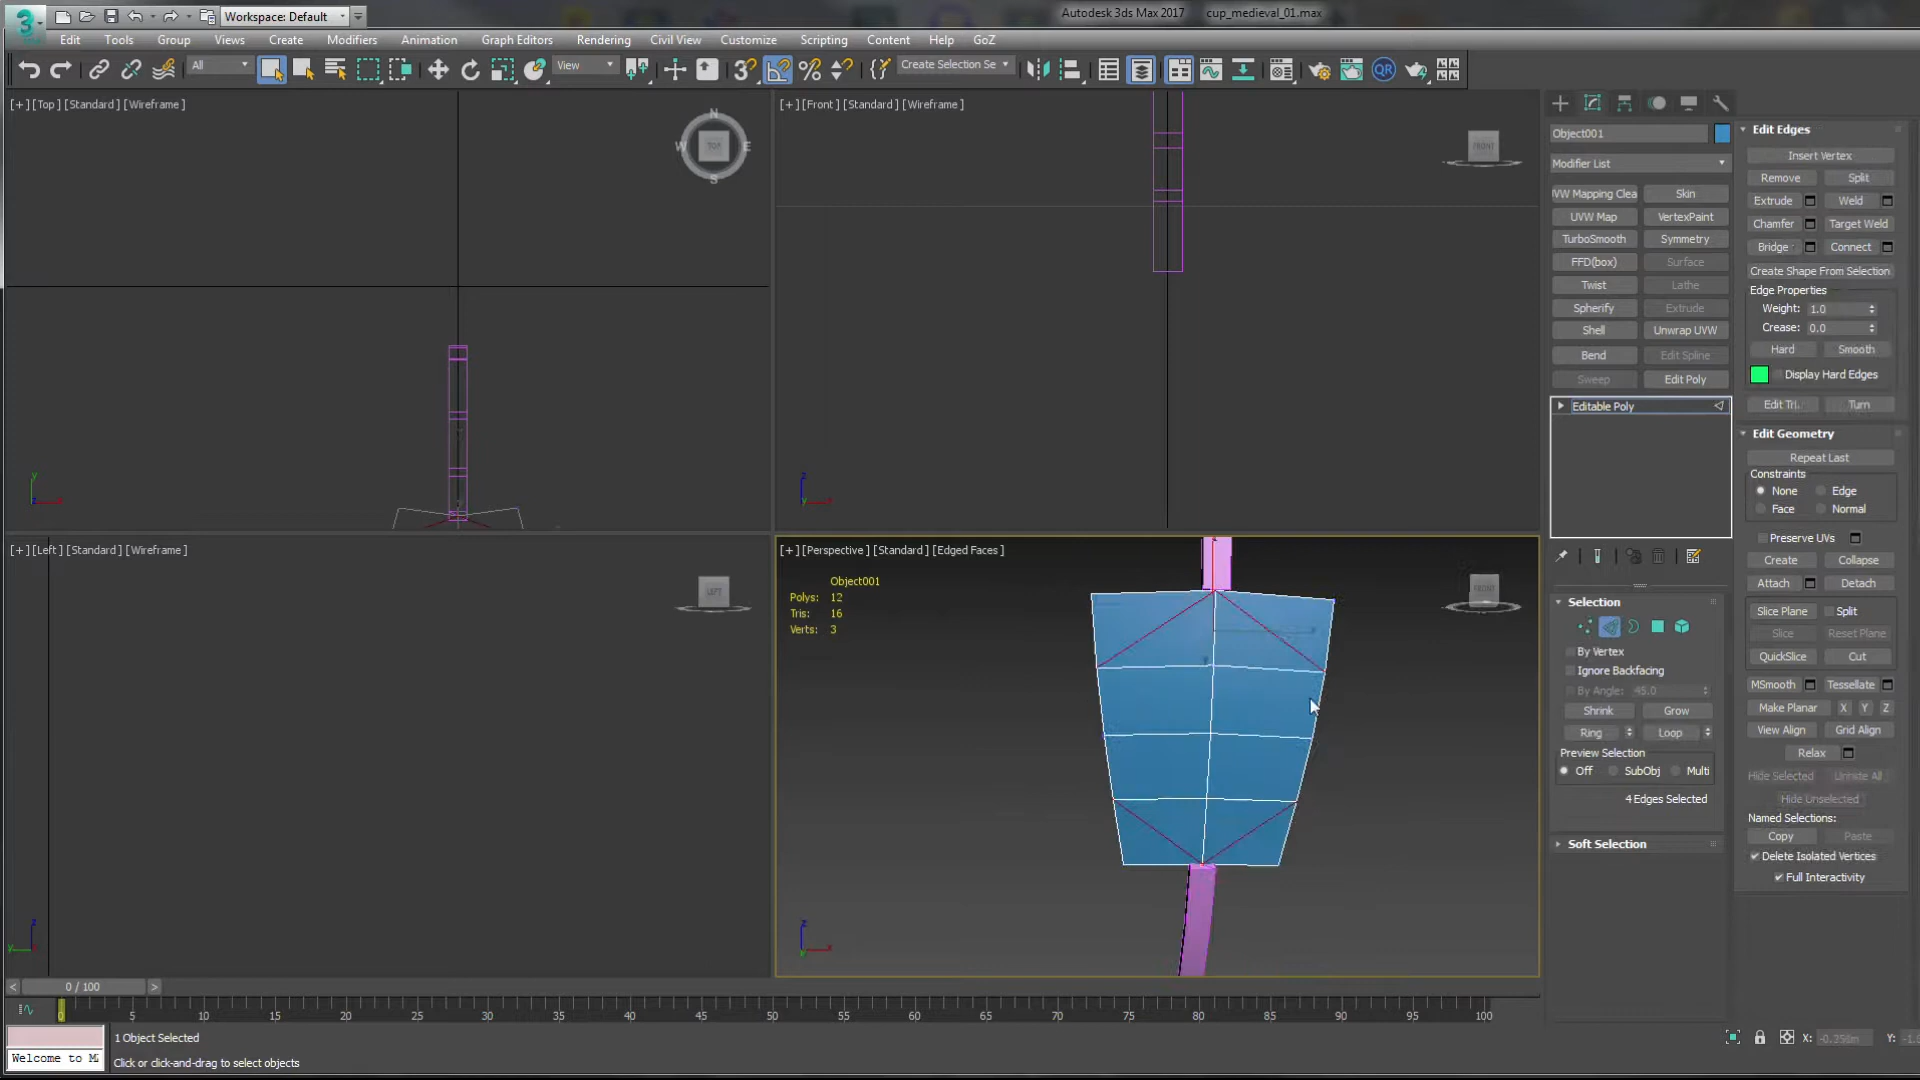 Workspace: Default
Autodesk 3ds Max 2017 cup_medieval_01.max
Edit Tools Group Views Create Modifiers Animation Graph Editors Rendering Civil View Customize Scripting Content Help GoZ
All View Create Selection Se QR
[+] [Top] [Standard] [Wireframe]
N
W TOP E
S
[+] [Front] [Standard] [Wireframe]
FRONT
[+] [Left] [Standard] [Wireframe]
LEFT
[+] [Perspective] [Standard] [Edged Faces]
FRONT
Object001
Polys: 12
Tris: 16
Verts: 3
Object001
Modifier List
UVW Mapping Clea Skin
UVW Map VertexPaint
TurboSmooth Symmetry
FFD(box) Surface
Twist Lathe
Spherify Extrude
Shell Unwrap UVW
Bend Edit Spline
Sweep Edit Poly
Editable Poly
Selection
By Vertex
Ignore Backfacing
By Angle: 45.0
Shrink Grow
Ring Loop
Preview Selection
Off SubObj Multi
4 Edges Selected
Soft Selection
Edit Edges
Insert Vertex
Remove Split
Extrude Weld
Chamfer Target Weld
Bridge Connect
Create Shape From Selection
Edge Properties
Weight: 1.0
Crease: 0.0
Hard Smooth
Display Hard Edges
Edit Tri. Turn
Edit Geometry
Repeat Last
Constraints
None Edge
Face Normal
Preserve UVs
Create Collapse
Attach Detach
Slice Plane Split
Slice Reset Plane
QuickSlice Cut
MSmooth Tessellate
Make Planar X Y Z
View Align Grid Align
Relax
Hide Selected Unhide All
Hide Unselected
Named Selections:
Copy Paste
Delete Isolated Vertices
Full Interactivity
< 0 / 100 >
0 5 10 15 20 25 30 35 40 45 50 55 60 65 70 75 80 85 90 95 100
1 Object Selected
Welcome to M
Click or click-and-drag to select objects
X: -0.356m Y: